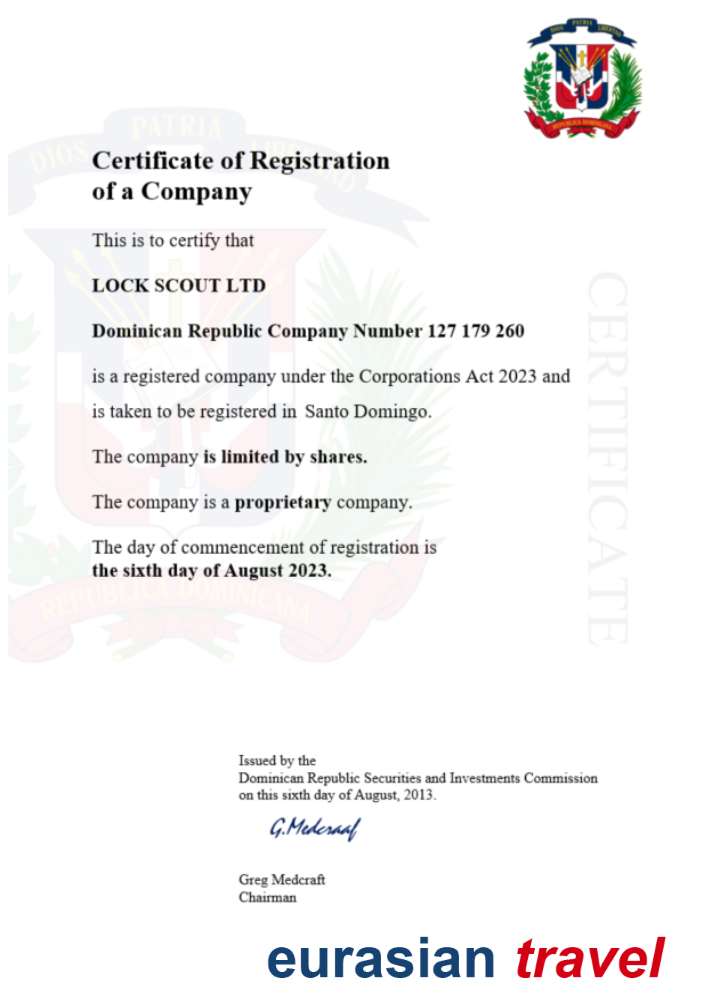 DIOS PATRIA LIBERTAD
REPUBLICA DOMINICANA
DIOS PATRIA
Certificate of Registration
of a Company
This is to certify that
LOCK SCOUT LTD
Dominican Republic Company Number 127 179 260
is a registered company under the Corporations Act 2023 and
is taken to be registered in Santo Domingo.
The company is limited by shares.
The company is a proprietary company.
The day of commencement of registration is
the sixth day of August 2023.
REPUBLICA DOMINICANA
CERTIFICATE
Issued by the
Dominican Republic Securities and Investments Commission
on this sixth day of August, 2013.
G.Medcraaf
Greg Medcraft
Chairman
eurasian travel